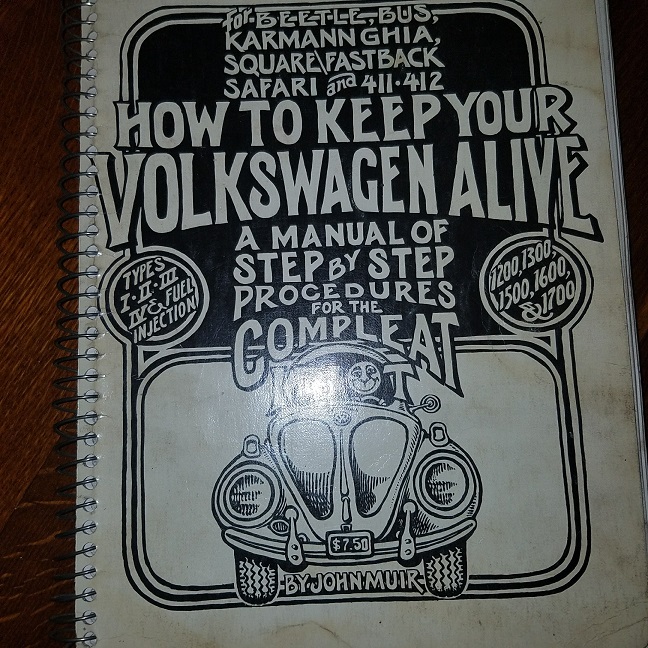 for BEETLE, BUS,
KARMANN GHIA,
SQUARE\FASTBACK
SAFARI and 411·412
HOW TO KEEP YOUR
VOLKSWAGEN ALIVE
A MANUAL OF
STEP BY STEP
PROCEDURES
FOR THE
COMPLEAT
TYPES
I·II·III
IV & FUEL
INJECTION
1200, 1300,
1500, 1600,
& 1700
$7.50
BY·JOHN MUIR